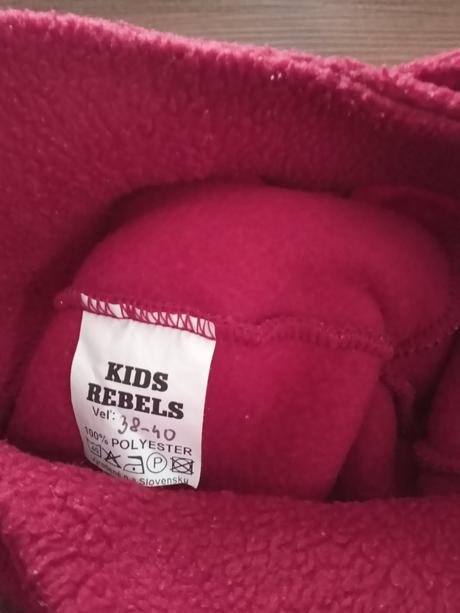 KIDS
REBELS
Veľ: 38-40
100% POLYESTER
Slovensku